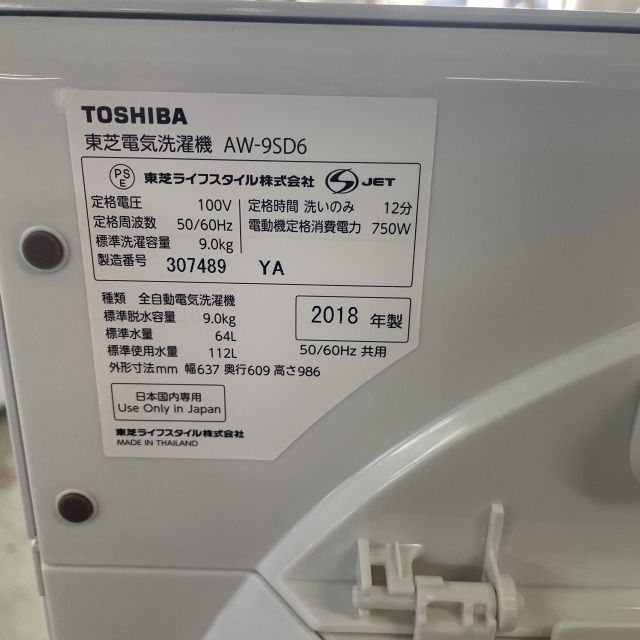 TOSHIBA
東芝電気洗濯機 AW-9SD6
PS E 東芝ライフスタイル株式会社 S JET
定格電圧 100V 定格時間 洗いのみ 12分
定格周波数 50/60Hz 電動機定格消費電力 750W
標準洗濯容量 9.0kg
製造番号 307489 YA
種類 全自動電気洗濯機
標準脱水容量 9.0kg 2018 年製
標準水量 64L
標準使用水量 112L 50/60Hz 共用
外形寸法mm 幅637 奥行609 高さ986
日本国内専用
Use Only in Japan
東芝ライフスタイル株式会社
MADE IN THAILAND